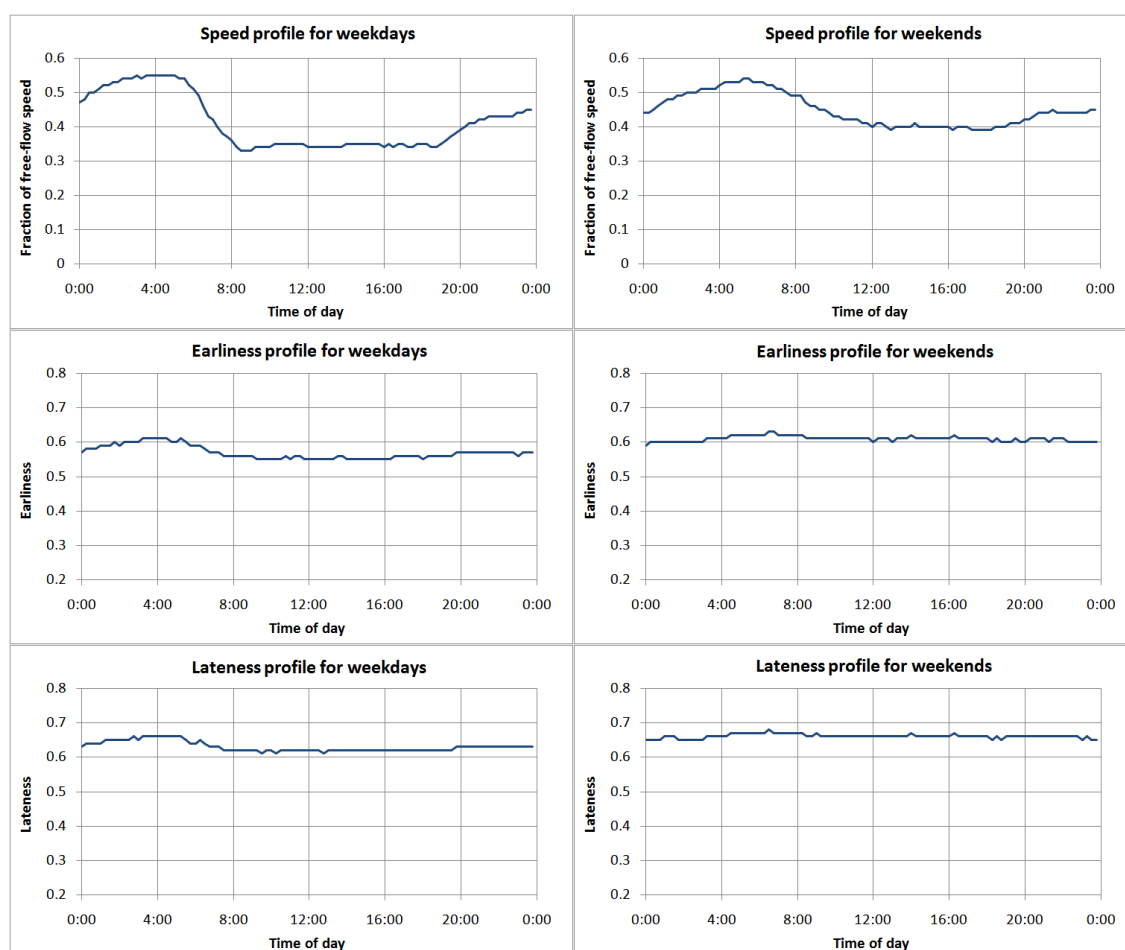 Speed profile for weekdays
Fraction of free-flow speed
0.6
0.5
0.4
0.3
0.2
0.1
0
0:00 4:00 8:00 12:00 16:00 20:00 0:00
Time of day
Speed profile for weekends
Fraction of free-flow speed
0.6
0.5
0.4
0.3
0.2
0.1
0
0:00 4:00 8:00 12:00 16:00 20:00 0:00
Time of day
Earliness profile for weekdays
Earliness
0.8
0.7
0.6
0.5
0.4
0.3
0.2
0:00 4:00 8:00 12:00 16:00 20:00 0:00
Time of day
Earliness profile for weekends
Earliness
0.8
0.7
0.6
0.5
0.4
0.3
0.2
0:00 4:00 8:00 12:00 16:00 20:00 0:00
Time of day
Lateness profile for weekdays
Lateness
0.8
0.7
0.6
0.5
0.4
0.3
0.2
0:00 4:00 8:00 12:00 16:00 20:00 0:00
Time of day
Lateness profile for weekends
Lateness
0.8
0.7
0.6
0.5
0.4
0.3
0.2
0:00 4:00 8:00 12:00 16:00 20:00 0:00
Time of day